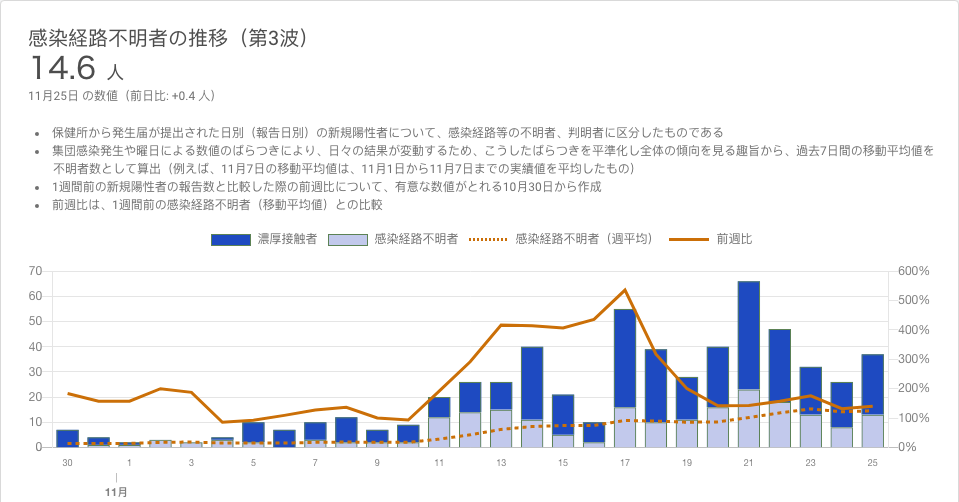 感染経路不明者の推移（第3波）
14.6 人
11月25日 の数値（前日比: +0.4 人）
• 保健所から発生届が提出された日別（報告日別）の新規陽性者について、感染経路等の不明者、判明者に区分したものである
• 集団感染発生や曜日による数値のばらつきにより、日々の結果が変動するため、こうしたばらつきを平準化し全体の傾向を見る趣旨から、過去7日間の移動平均値を
不明者数として算出（例えば、11月7日の移動平均値は、11月1日から11月7日までの実績値を平均したもの）
• 1週間前の新規陽性者の報告数と比較した際の前週比について、有意な数値がとれる10月30日から作成
• 前週比は、1週間前の感染経路不明者（移動平均値）との比較
濃厚接触者 感染経路不明者 感染経路不明者（週平均） 前週比
70 600%
60 500%
50 400%
40 300%
30 200%
20 100%
10 0%
0
30 1 3 5 7 9 11 13 15 17 19 21 23 25
11月